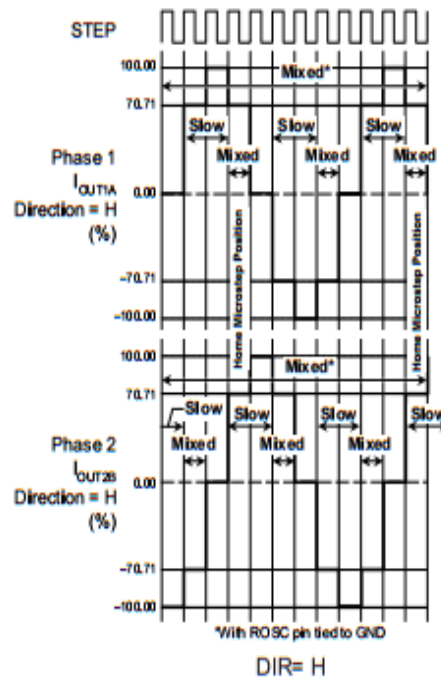 STEP
100.00
Mixed*
70.71
Slow Slow Slow
Mixed Mixed Mixed
Phase 1
IOUT1A
Direction = H
(%)
0.00
Home Microstep Position
Home Microstep Position
–70.71
–100.00
100.00
Mixed*
70.71
Slow Slow Slow Slow
Mixed Mixed Mixed
Phase 2
IOUT2B
Direction = H
(%)
0.00
–70.71
–100.00
*With ROSC pin tied to GND
DIR= H